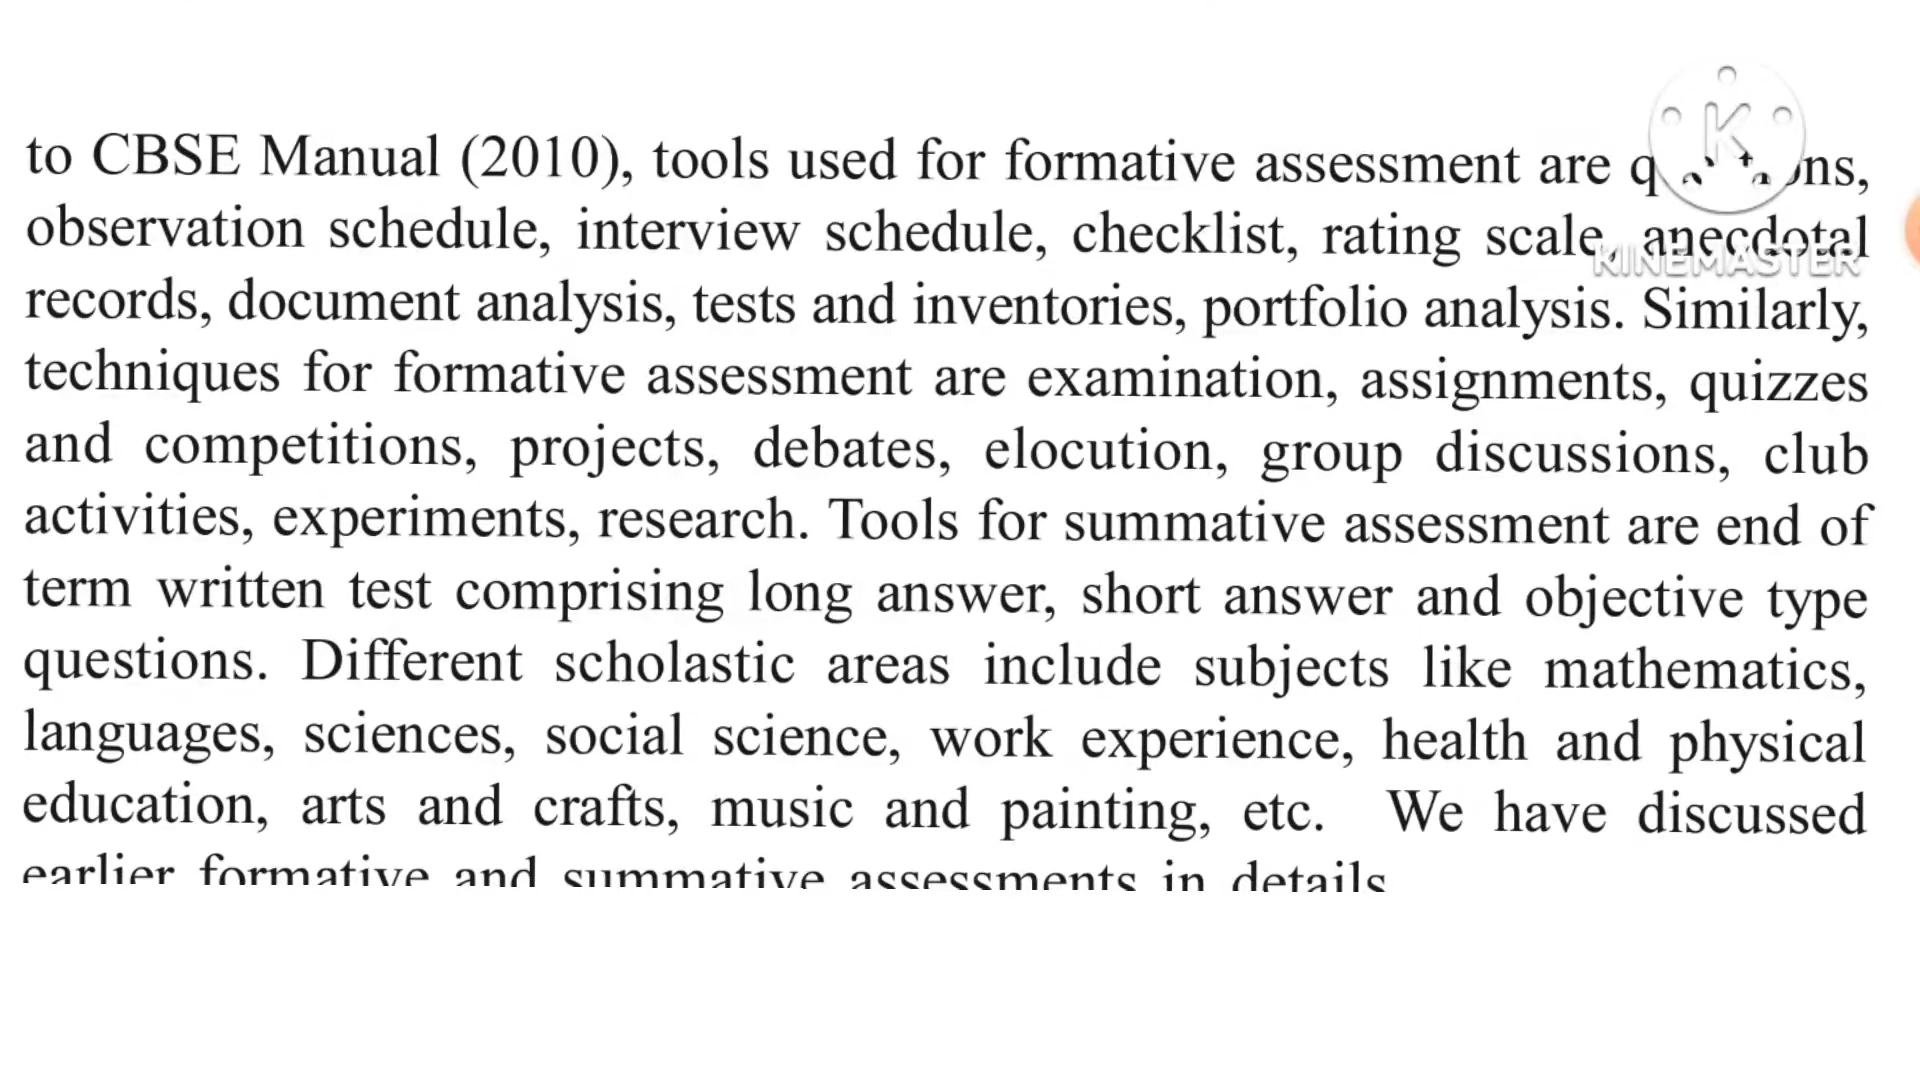 to CBSE Manual (2010), tools used for formative assessment are
observation schedule, interview schedule, checklist, rating scale, anecdotal
records, document analysis, tests and inventories, portfolio analysis. Similarly,
techniques for formative assessment are examination, assignments, quizzes
and competitions, projects, debates, elocution, group discussions, club
activities, experiments, research. Tools for summative assessment are end of
term written test comprising long answer, short answer and objective type
questions. Different scholastic areas include subjects like mathematics,
languages, sciences, social science, work experience, health and physical
education, arts and crafts, music and painting, etc. We have discussed
earlier formative and summative assessments in details
K
KINEMASTER